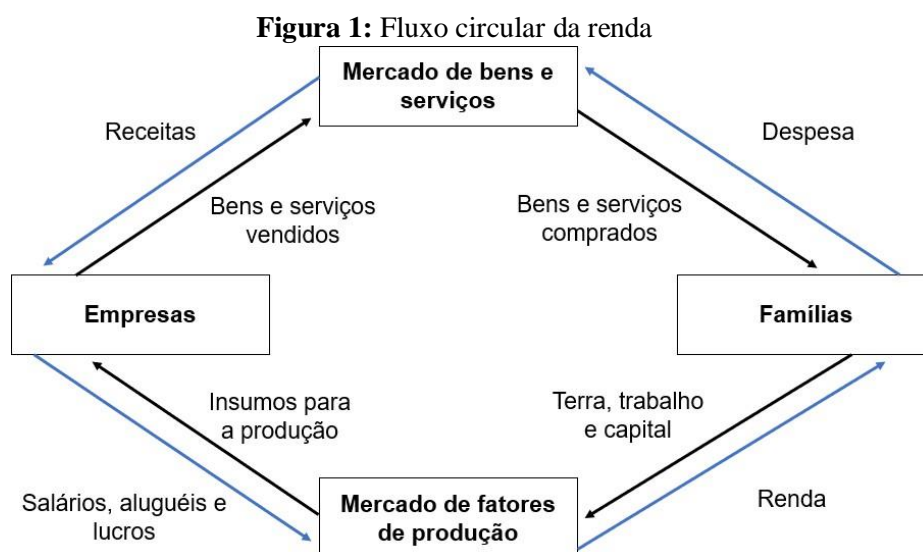 Figura 1: Fluxo circular da renda
Mercado de bens e
serviços
Receitas
Despesa
Bens e serviços
vendidos
Bens e serviços
comprados
Empresas
Famílias
Insumos para
a produção
Terra, trabalho
e capital
Salários, aluguéis e
lucros
Mercado de fatores
de produção
Renda